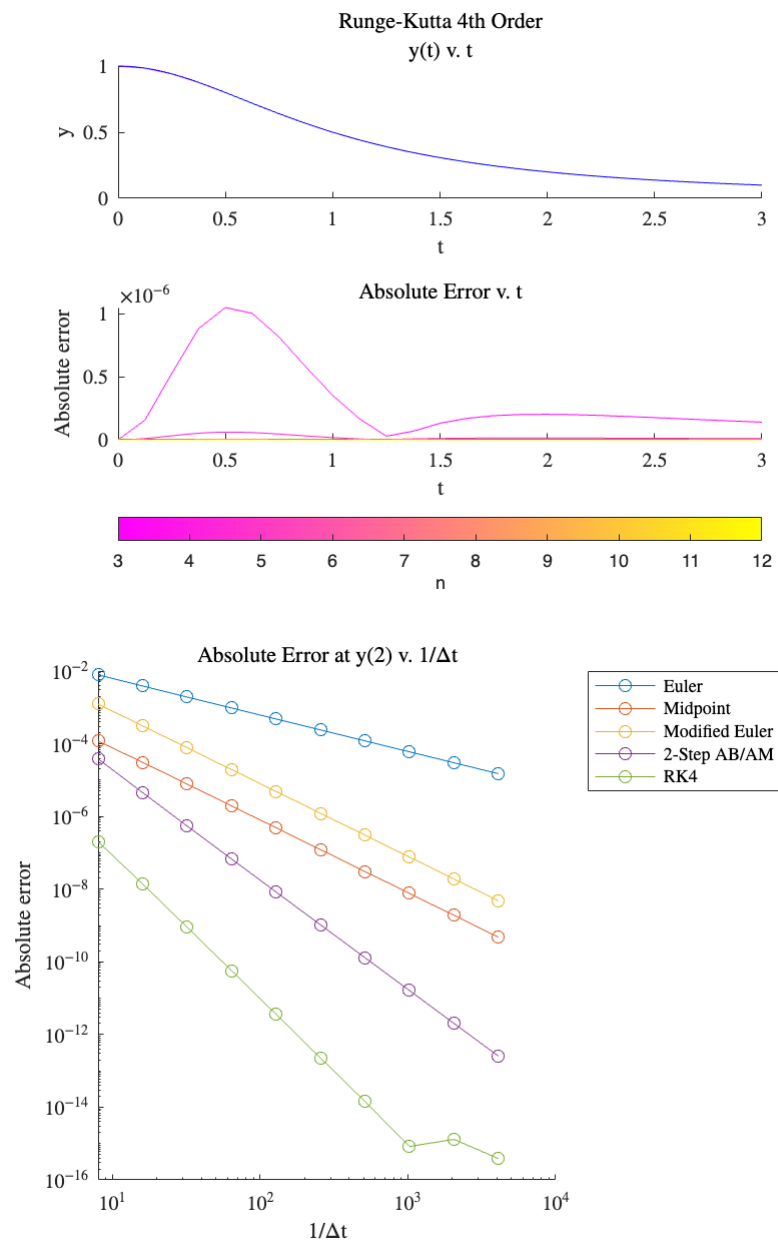 Runge-Kutta 4th Order
y(t) v. t
1
0.5
0
y
0 0.5 1 1.5 2 2.5 3
t
×10⁻⁶
Absolute Error v. t
1
0.5
0
Absolute error
0 0.5 1 1.5 2 2.5 3
t
3 4 5 6 7 8 9 10 11 12
n
Absolute Error at y(2) v. 1/Δt
10⁻²
10⁻⁴
10⁻⁶
10⁻⁸
10⁻¹⁰
10⁻¹²
10⁻¹⁴
10⁻¹⁶
Absolute error
10¹ 10² 10³ 10⁴
1/Δt
Euler
Midpoint
Modified Euler
2-Step AB/AM
RK4